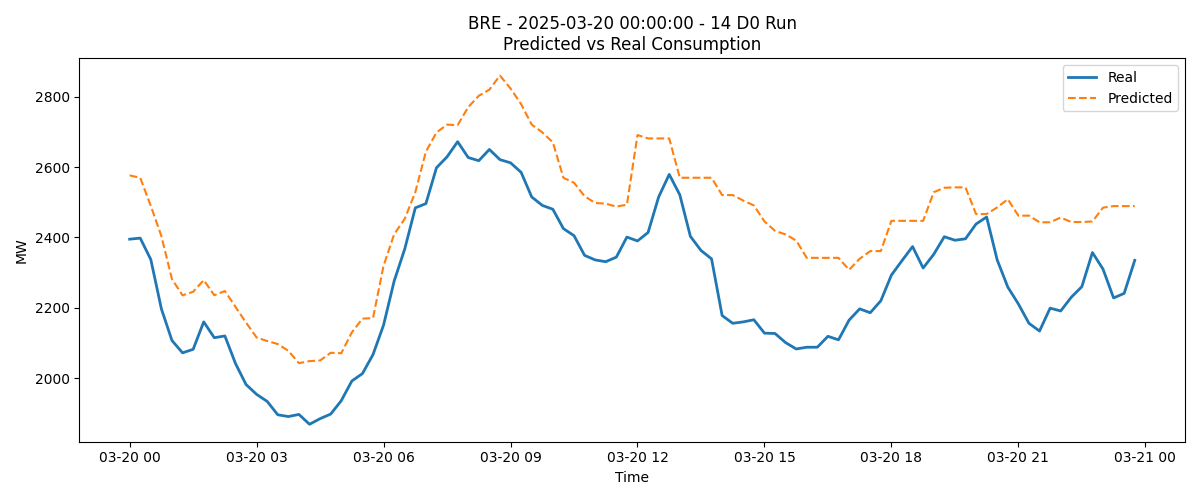 BRE - 2025-03-20 00:00:00 - 14 D0 Run
Predicted vs Real Consumption
Real
Predicted
MW
2800
2600
2400
2200
2000
03-20 00
03-20 03
03-20 06
03-20 09
03-20 12
03-20 15
03-20 18
03-20 21
03-21 00
Time